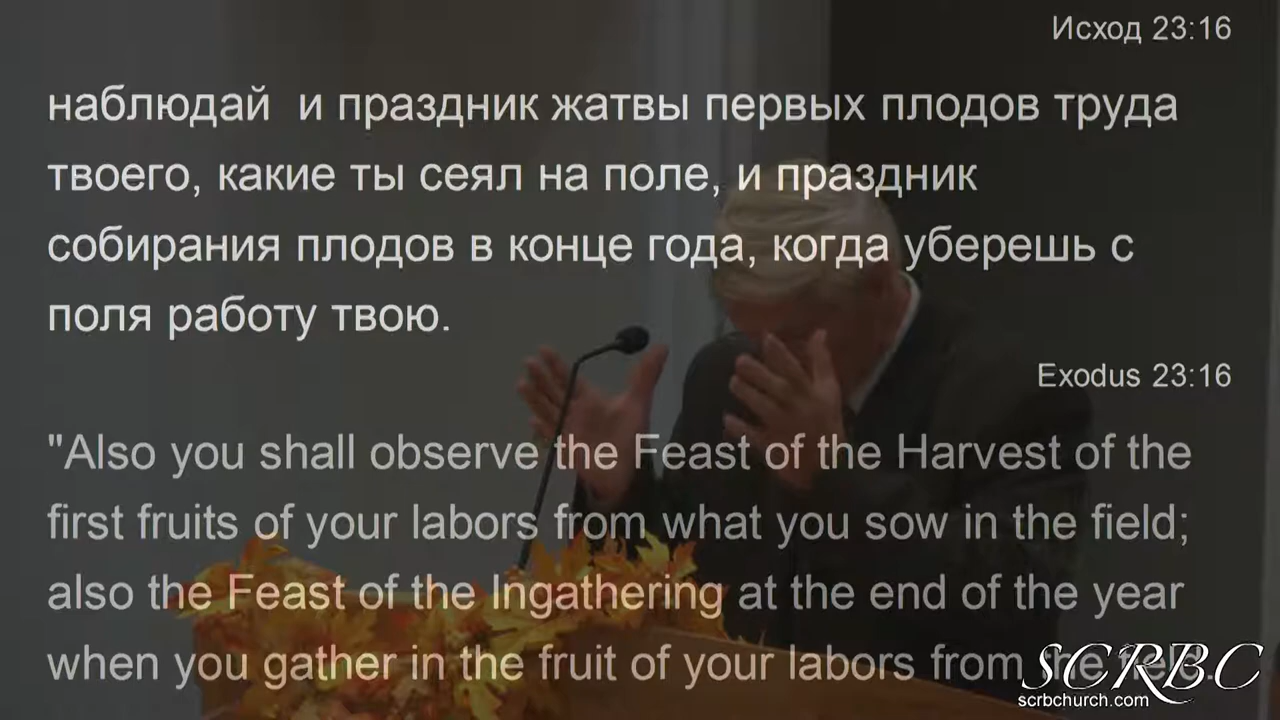 Исход 23:16
наблюдай и праздник жатвы первых плодов труда
твоего, какие ты сеял на поле, и праздник
собирания плодов в конце года, когда уберешь с
поля работу твою.
Exodus 23:16
"Also you shall observe the Feast of the Harvest of the
first fruits of your labors from what you sow in the field;
also the Feast of the Ingathering at the end of the year
when you gather in the fruit of your labors from the field.
SCRBC
scrbchurch.com